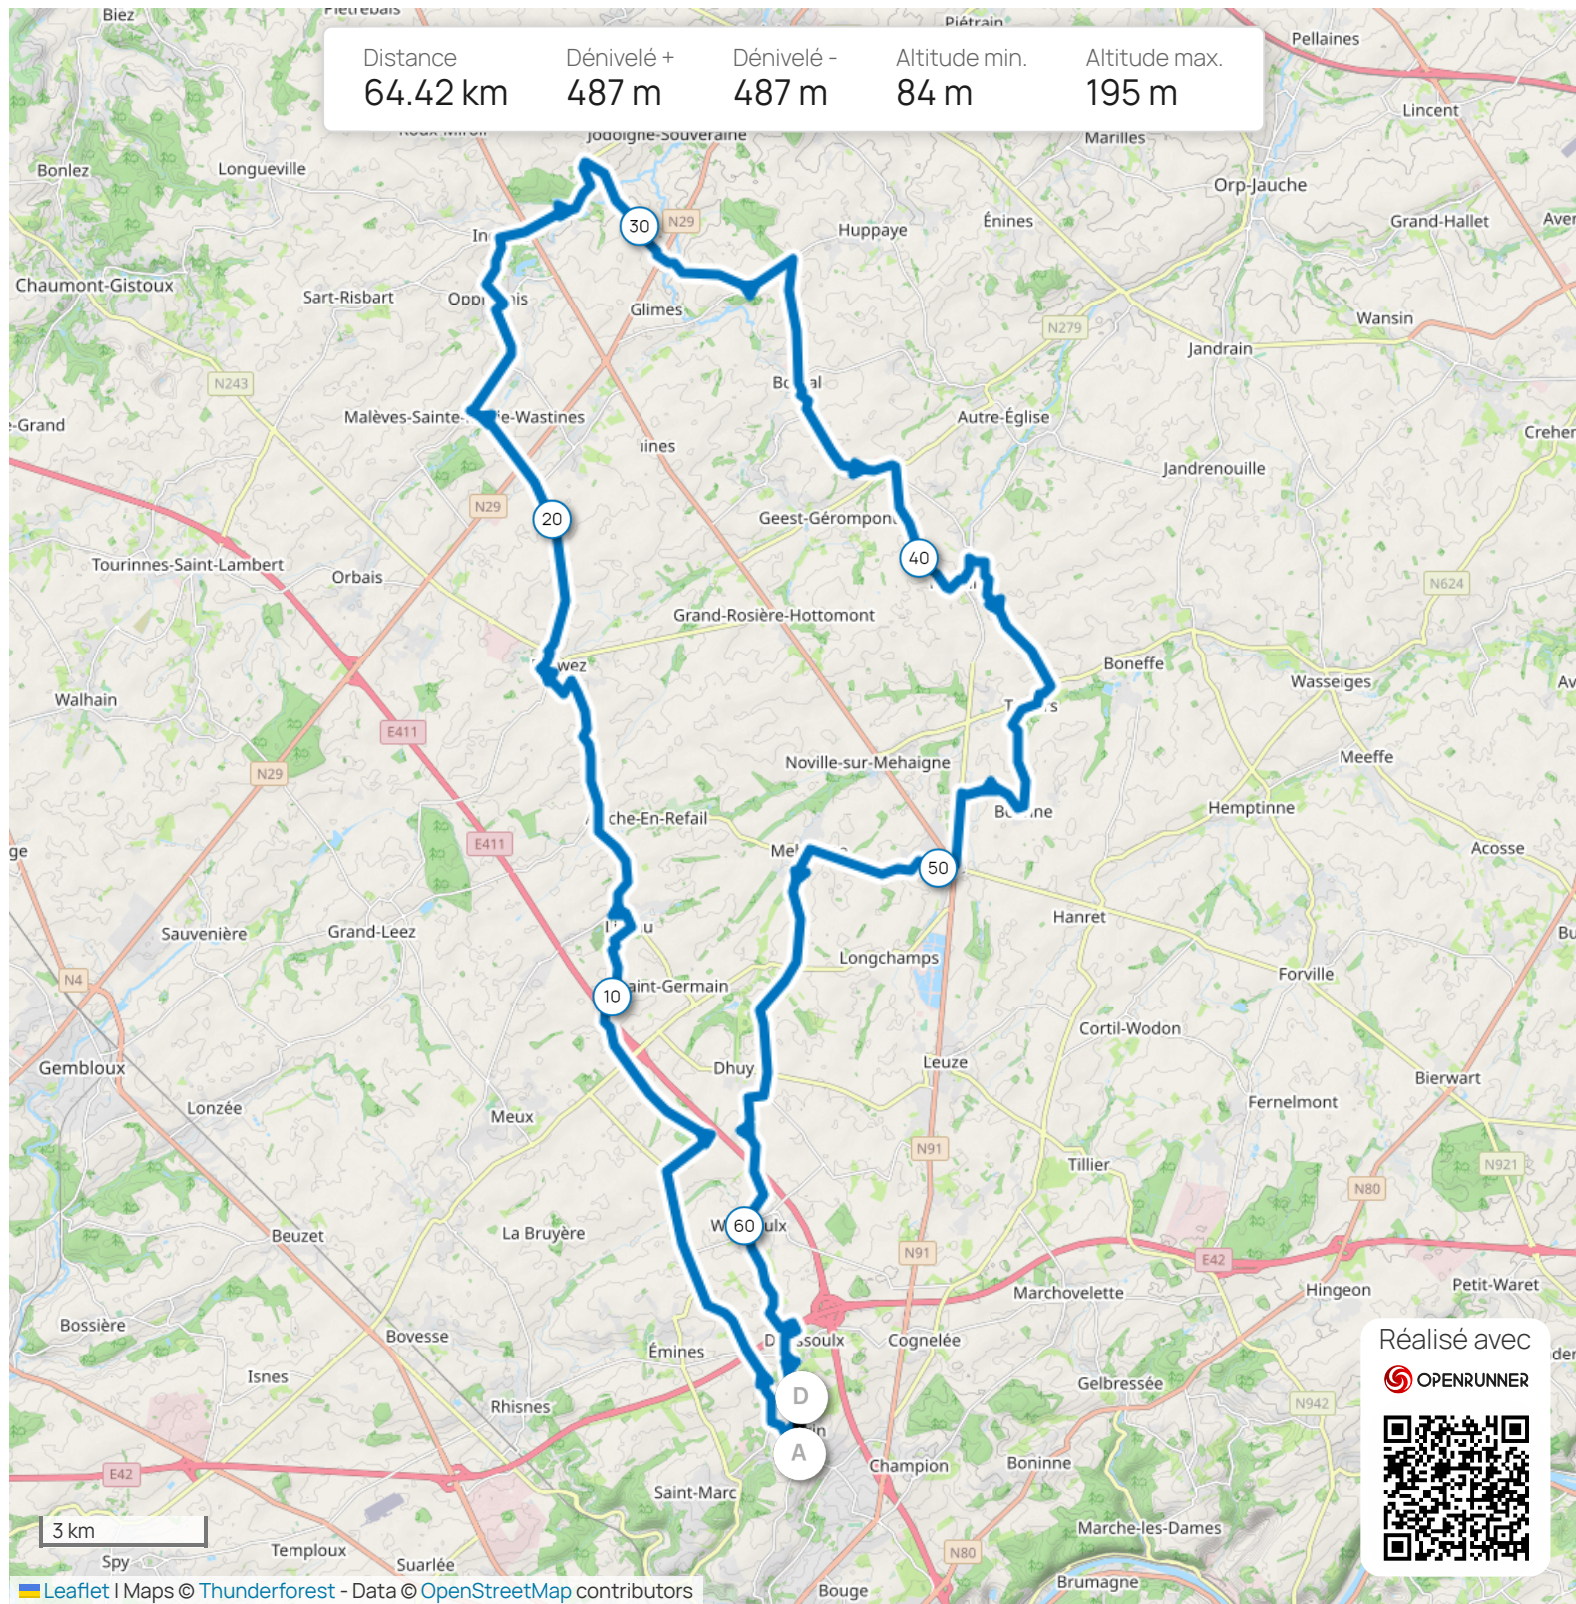 Biez
Piétrain
Pellaines
Distance
Dénivelé +
Dénivelé -
Altitude min.
Altitude max.
64.42 km
487 m
487 m
84 m
195 m
Lincent
Jodoigne-Souveraine
Marilles
Bonlez
Longueville
Orp-Jauche
30
N29
Huppaye
Énines
Grand-Hallet
Chaumont-Gistoux
Sart-Risbart
Glimes
Wansin
N279
Jandrain
N243
Malèves-Sainte-
ie-Wastines
Autre-Église
Jandrenouille
N29
20
Geest-Gérompont
40
Tourinnes-Saint-Lambert
Orbais
N624
Grand-Rosière-Hottomont
wez
Boneffe
Wasseiges
Walhain
E411
Noville-sur-Mehaigne
Meeffe
N29
Hemptinne
che-En-Refail
E411
Acosse
50
Sauvenière
Grand-Leez
Hanret
Longchamps
Forville
N4
10
aint-Germain
Cortil-Wodon
Gembloux
Dhuy
Leuze
Bierwart
Lonzée
Meux
Fernelmont
N91
Tillier
N921
N80
60
La Bruyère
Beuzet
N91
E42
Hingeon
Petit-Waret
Marchovelette
Bossière
Bovesse
Émines
ssoulx
Cognelée
Réalisé avec
OPENRUNNER
Isnes
Rhisnes
D
Gelbressée
N942
A
Champion
Boninne
E42
Saint-Marc
3 km
Marche-les-Dames
Spy
Temploux
Suarlée
N80
Bouge
Brumagne
Leaflet | Maps © Thunderforest - Data © OpenStreetMap contributors